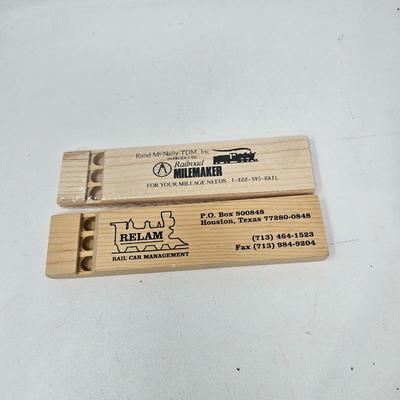 Rand McNally-TDM, Inc.
INTRODUCES
Railroad
MILEMAKER
FOR YOUR MILEAGE NEEDS 1-800-345-RAIL
RELAM
RAIL CAR MANAGEMENT
P.O. Box 800848
Houston, Texas 77280-0848
(713) 464-1523
Fax (713) 984-9204